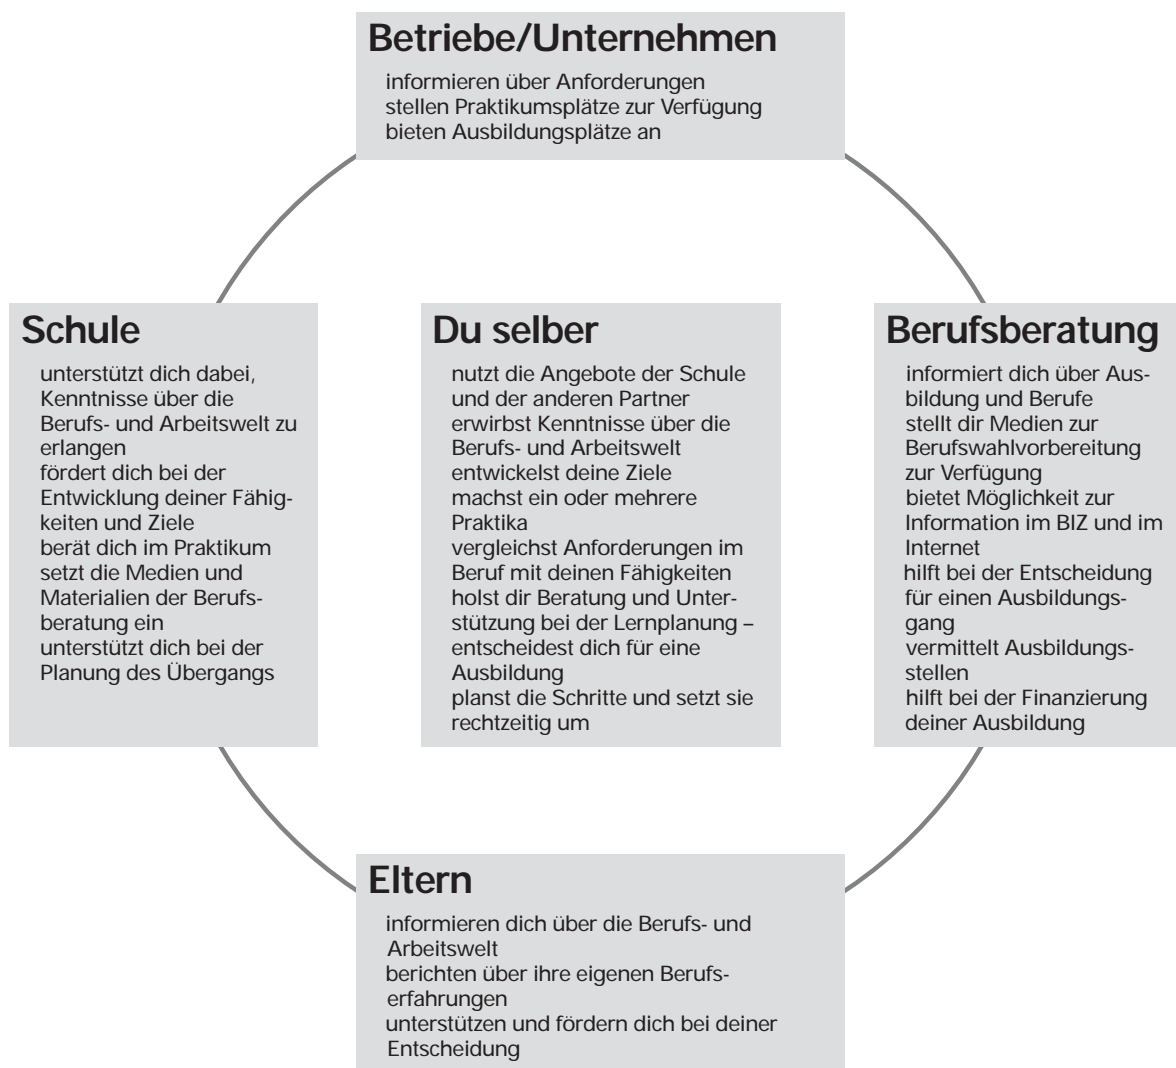 Betriebe/Unternehmen
informieren über Anforderungen
stellen Praktikumsplätze zur Verfügung
bieten Ausbildungsplätze an
Schule
unterstützt dich dabei,
Kenntnisse über die
Berufs- und Arbeitswelt zu
erlangen
fördert dich bei der
Entwicklung deiner Fähig-
keiten und Ziele
berät dich im Praktikum
setzt die Medien und
Materialien der Berufs-
beratung ein
unterstützt dich bei der
Planung des Übergangs
Du selber
nutzt die Angebote der Schule
und der anderen Partner
erwirbst Kenntnisse über die
Berufs- und Arbeitswelt
entwickelst deine Ziele
machst ein oder mehrere
Praktika
vergleichst Anforderungen im
Beruf mit deinen Fähigkeiten
holst dir Beratung und Unter-
stützung bei der Lernplanung –
entscheidest dich für eine
Ausbildung
planst die Schritte und setzt sie
rechtzeitig um
Berufsberatung
informiert dich über Aus-
bildung und Berufe
stellt dir Medien zur
Berufswahlvorbereitung
zur Verfügung
bietet Möglichkeit zur
Information im BIZ und im
Internet
hilft bei der Entscheidung
für einen Ausbildungs-
gang
vermittelt Ausbildungs-
stellen
hilft bei der Finanzierung
deiner Ausbildung
Eltern
informieren dich über die Berufs- und
Arbeitswelt
berichten über ihre eigenen Berufs-
erfahrungen
unterstützen und fördern dich bei deiner
Entscheidung